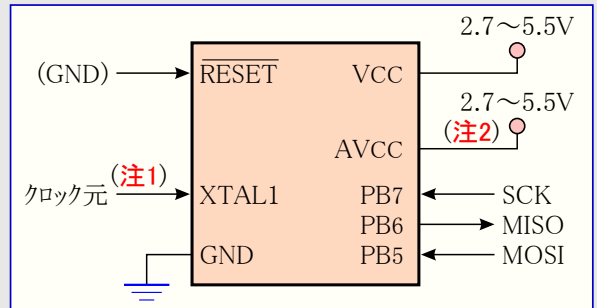 2.7～5.5V
(GND) RESET VCC
2.7～5.5V
(注2)
AVCC
ｸﾛｯｸ元 (注1) XTAL1 PB7 SCK
PB6 MISO
GND PB5 MOSI